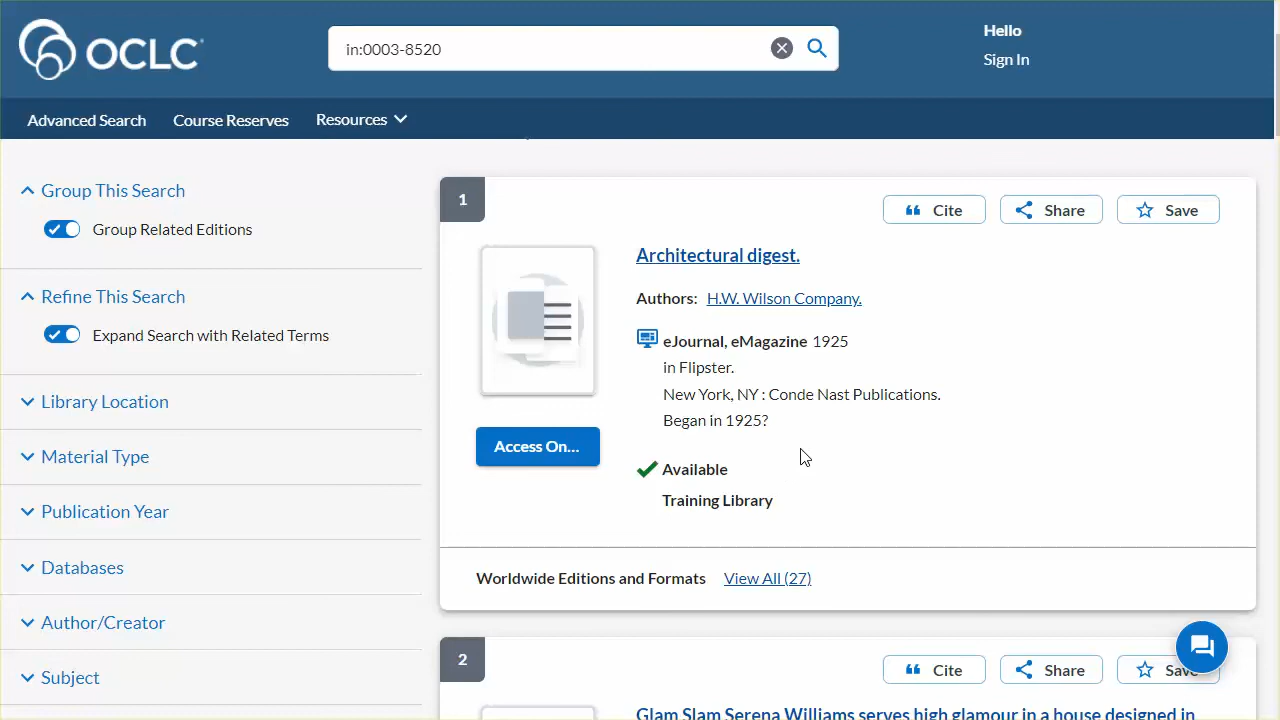 OCLC
in:0003-8520
Hello
Sign In
Advanced Search
Course Reserves
Resources
Group This Search
Group Related Editions
Refine This Search
Expand Search with Related Terms
Library Location
Material Type
Publication Year
Databases
Author/Creator
Subject
1
Cite
Share
Save
Architectural digest.
Authors: H.W. Wilson Company.
eJournal, eMagazine 1925
in Flipster.
New York, NY : Conde Nast Publications.
Began in 1925?
Access On...
Available
Training Library
Worldwide Editions and Formats View All (27)
2
Cite
Share
Save
Glam Slam Serena Williams serves high glamour in a house designed in